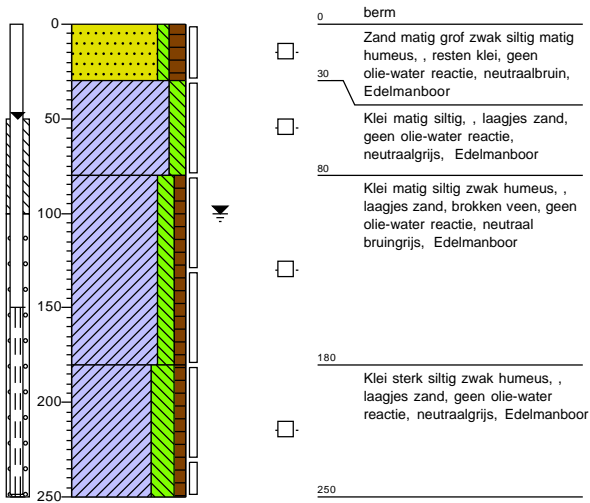 0
50
100
150
200
250
0
berm
Zand matig grof zwak siltig matig
humeus, , resten klei, geen
olie-water reactie, neutraalbruin,
Edelmanboor
30
Klei matig siltig, , laagjes zand,
geen olie-water reactie,
neutraalgrijs, Edelmanboor
80
Klei matig siltig zwak humeus, ,
laagjes zand, brokken veen, geen
olie-water reactie, neutraal
bruingrijs, Edelmanboor
180
Klei sterk siltig zwak humeus, ,
laagjes zand, geen olie-water
reactie, neutraalgrijs, Edelmanboor
250